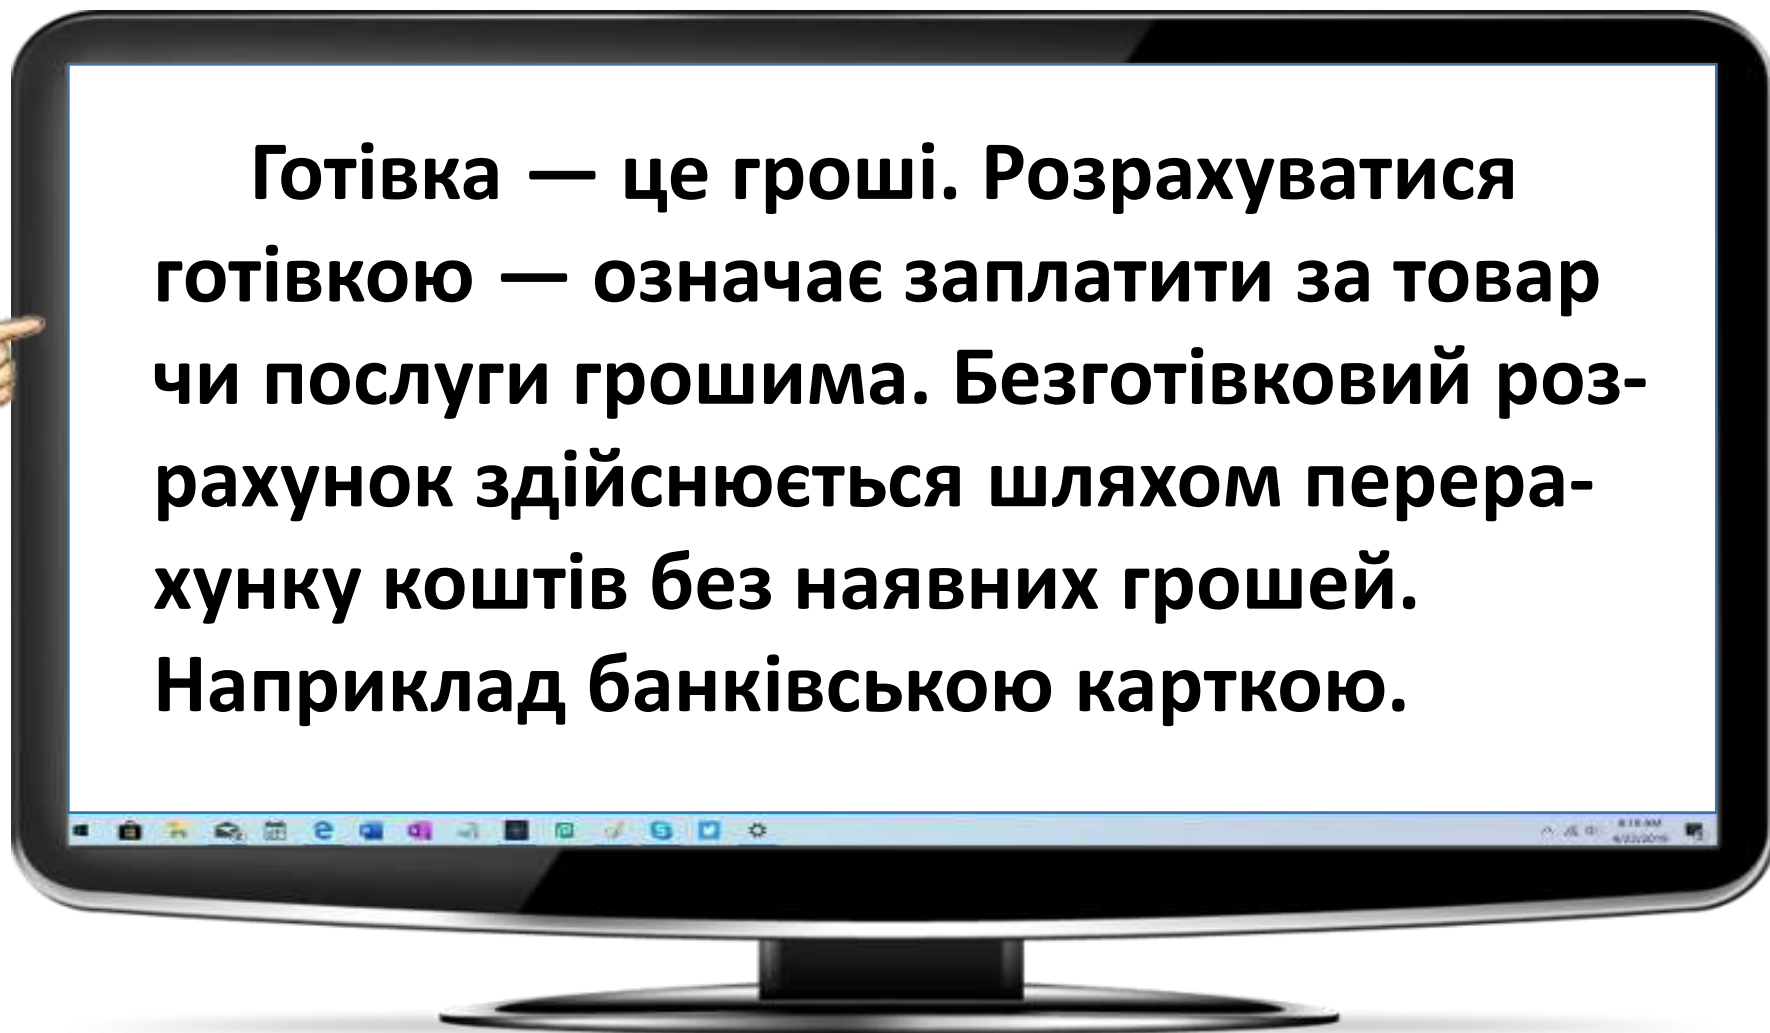 Готівка — це гроші. Розрахуватися
готівкою — означає заплатити за товар
чи послуги грошима. Безготівковий роз-
рахунок здійснюється шляхом перера-
хунку коштів без наявних грошей.
Наприклад банківською карткою.